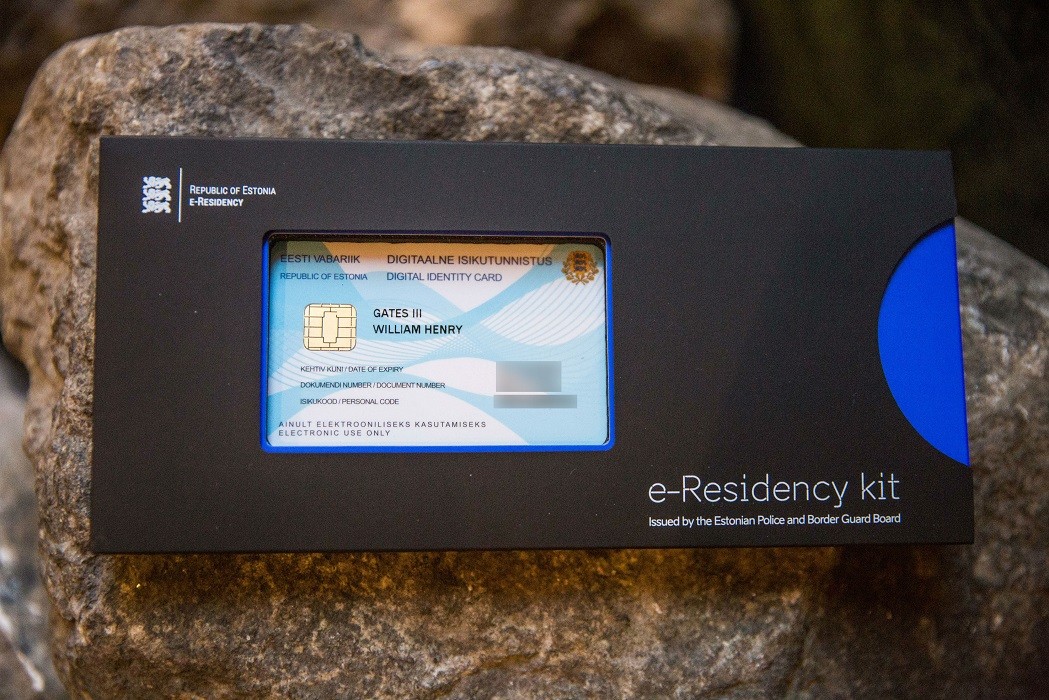 REPUBLIC OF ESTONIA
E-RESIDENCY
EESTI VABARIIK DIGITAALNE ISIKUTUNNISTUS
REPUBLIC OF ESTONIA DIGITAL IDENTITY CARD
GATES III
WILLIAM HENRY
KEHTIV KUNI / DATE OF EXPIRY
DOKUMENDI NUMBER / DOCUMENT NUMBER
ISIKUKOOD / PERSONAL CODE
AINULT ELEKTROONILISEKS KASUTAMISEKS
ELECTRONIC USE ONLY
e-Residency kit
Issued by the Estonian Police and Border Guard Board